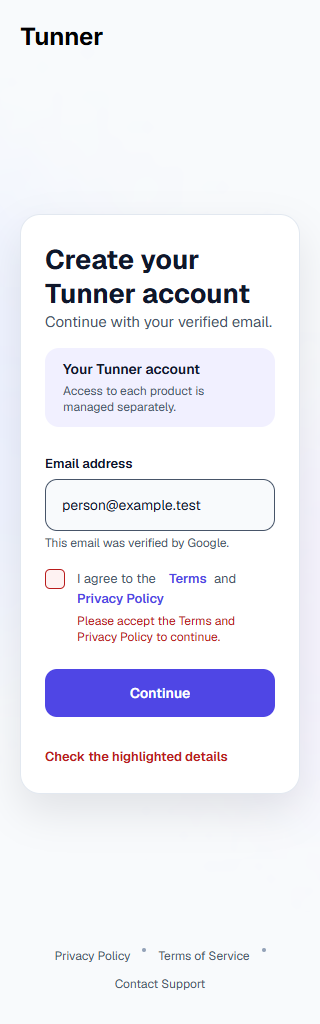 Tunner
Create your
Tunner account
Continue with your verified email.
Your Tunner account
Access to each product is
managed separately.
Email address
person@example.test
This email was verified by Google.
I agree to the Terms and
Privacy Policy
Please accept the Terms and
Privacy Policy to continue.
Continue
Check the highlighted details
Privacy Policy • Terms of Service •
Contact Support